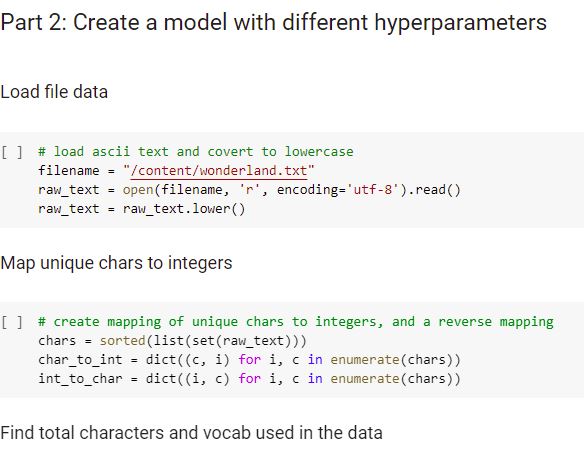 Part 2: Create a model with different hyperparameters
Load file data
[ ] # load ascii text and covert to lowercase
filename = "/content/wonderland.txt"
raw_text = open(filename, 'r', encoding='utf-8').read()
raw_text = raw_text.lower()
Map unique chars to integers
[ ] # create mapping of unique chars to integers, and a reverse mapping
chars = sorted(list(set(raw_text)))
char_to_int = dict((c, i) for i, c in enumerate(chars))
int_to_char = dict((i, c) for i, c in enumerate(chars))
Find total characters and vocab used in the data